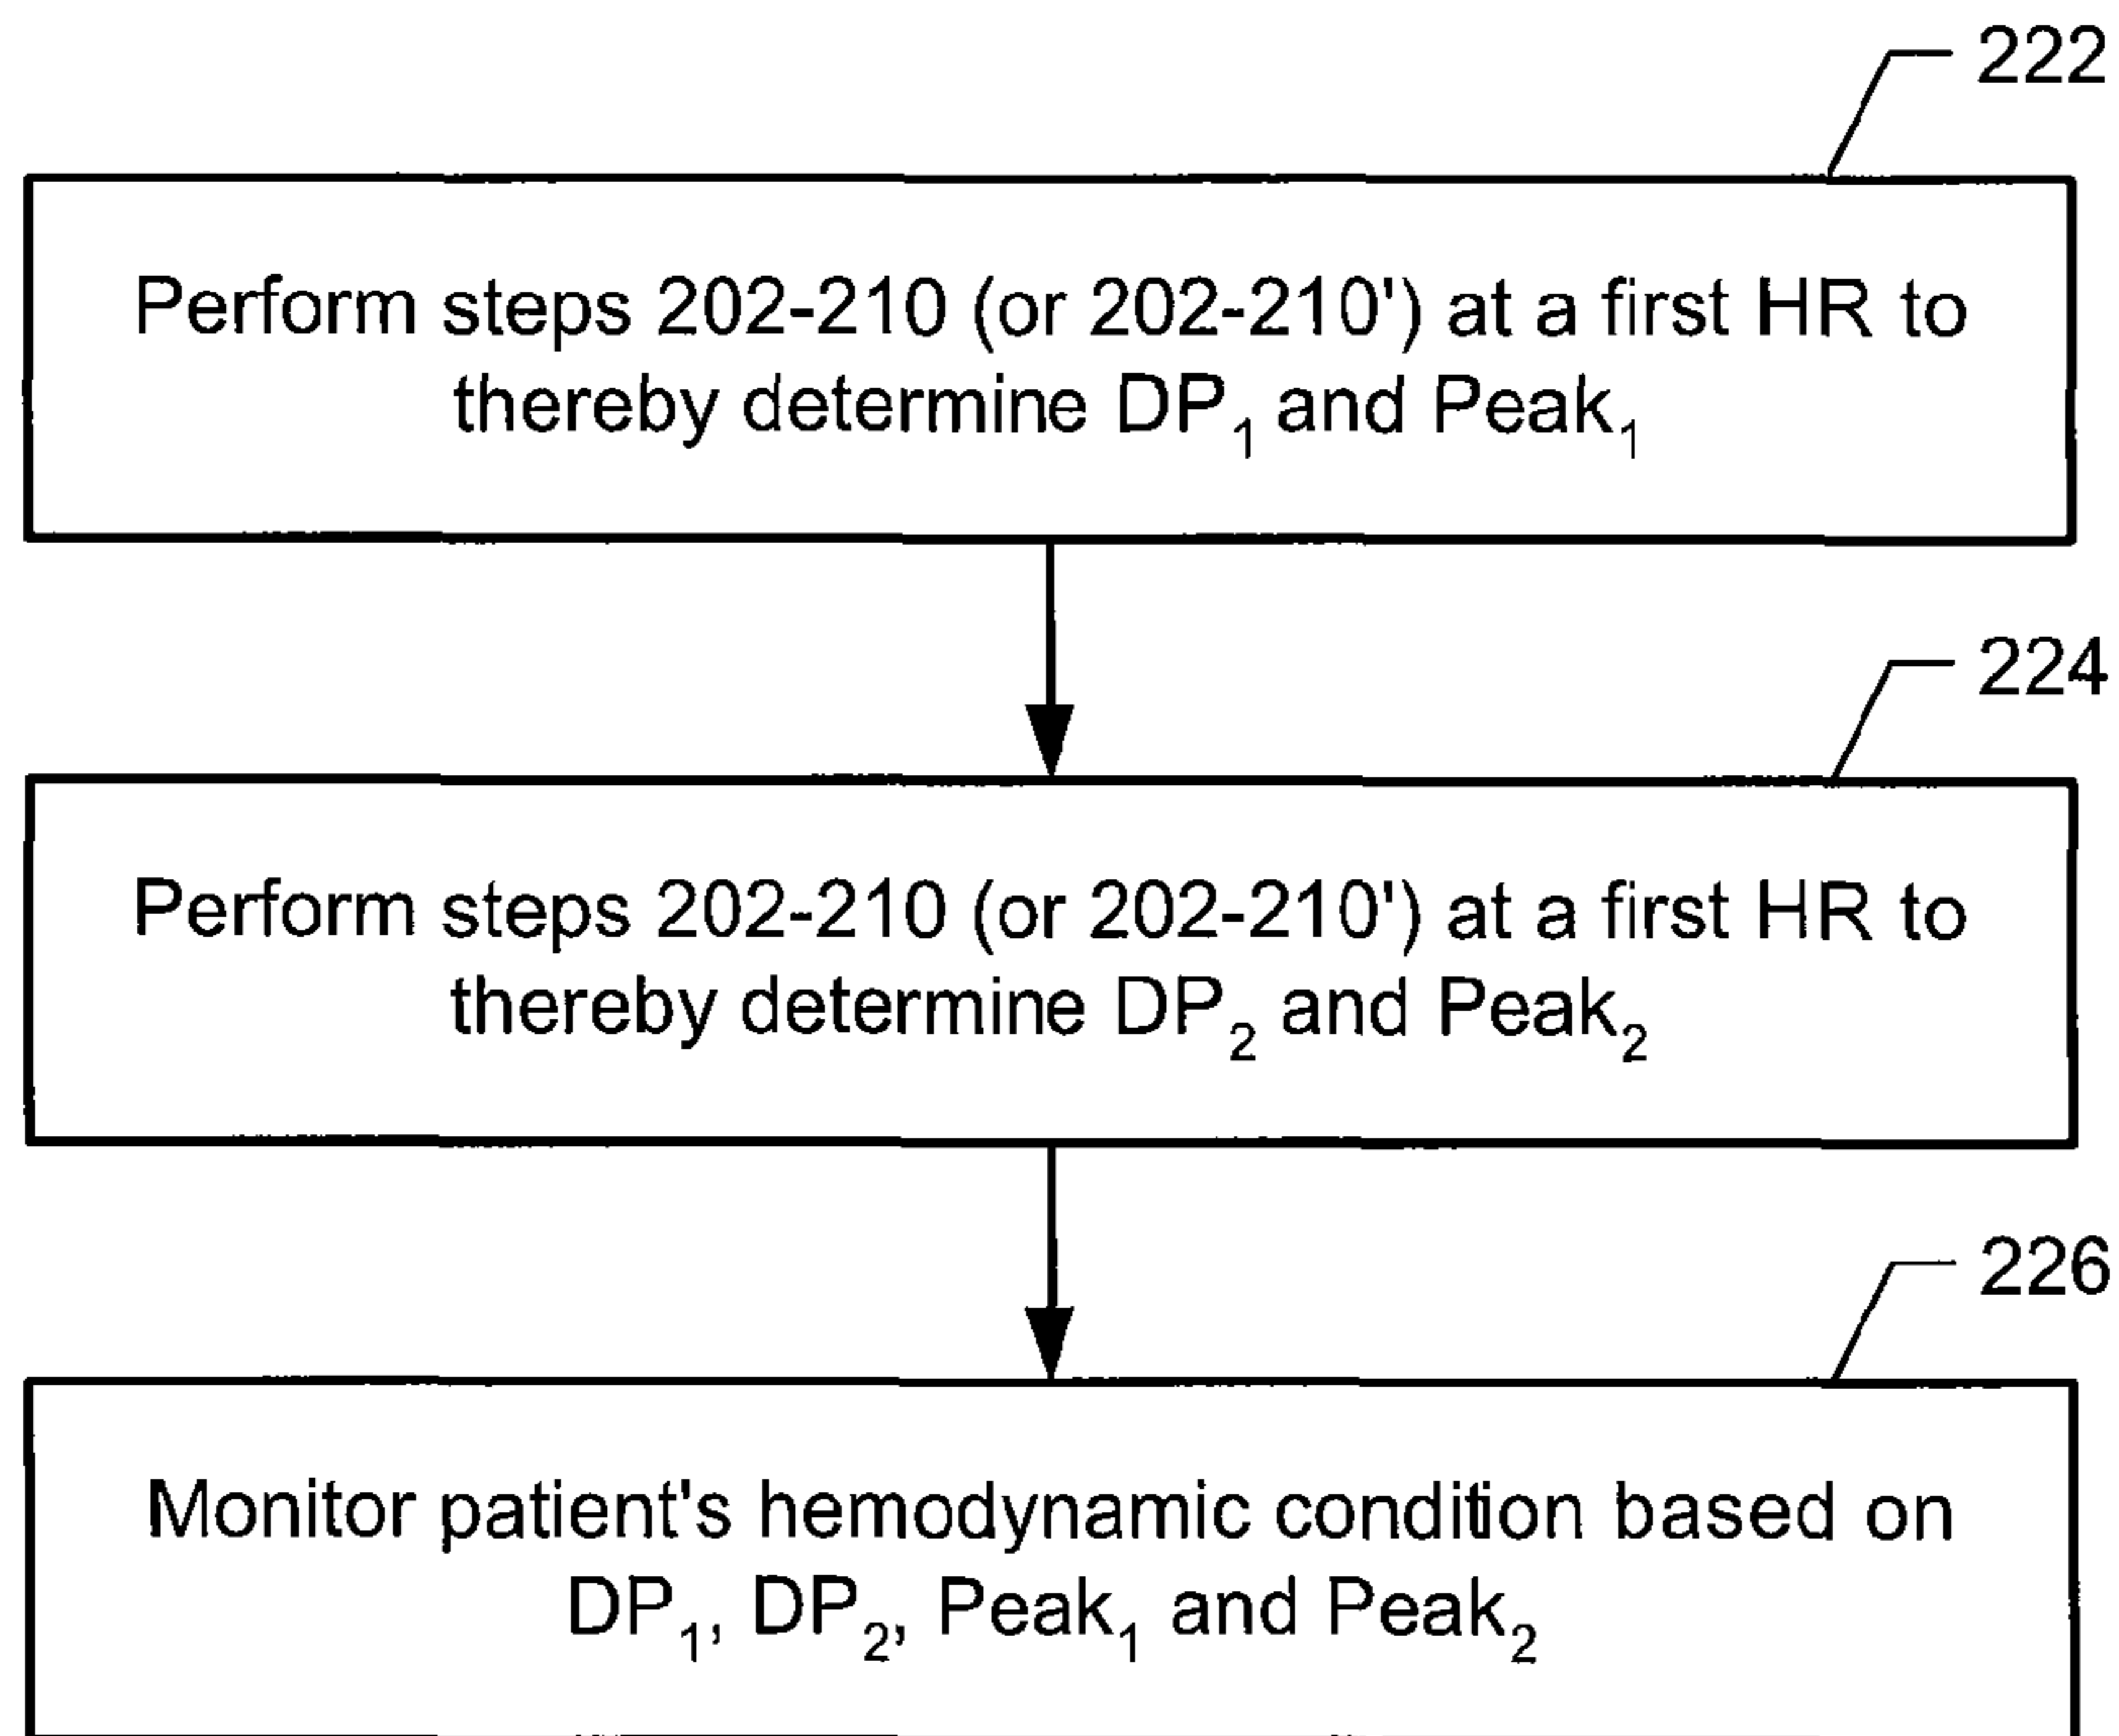 222
Perform steps 202-210 (or 202-210') at a first HR to
thereby determine DP₁ and Peak₁
224
Perform steps 202-210 (or 202-210') at a first HR to
thereby determine DP₂ and Peak₂
226
Monitor patient's hemodynamic condition based on
DP₁, DP₂, Peak₁ and Peak₂